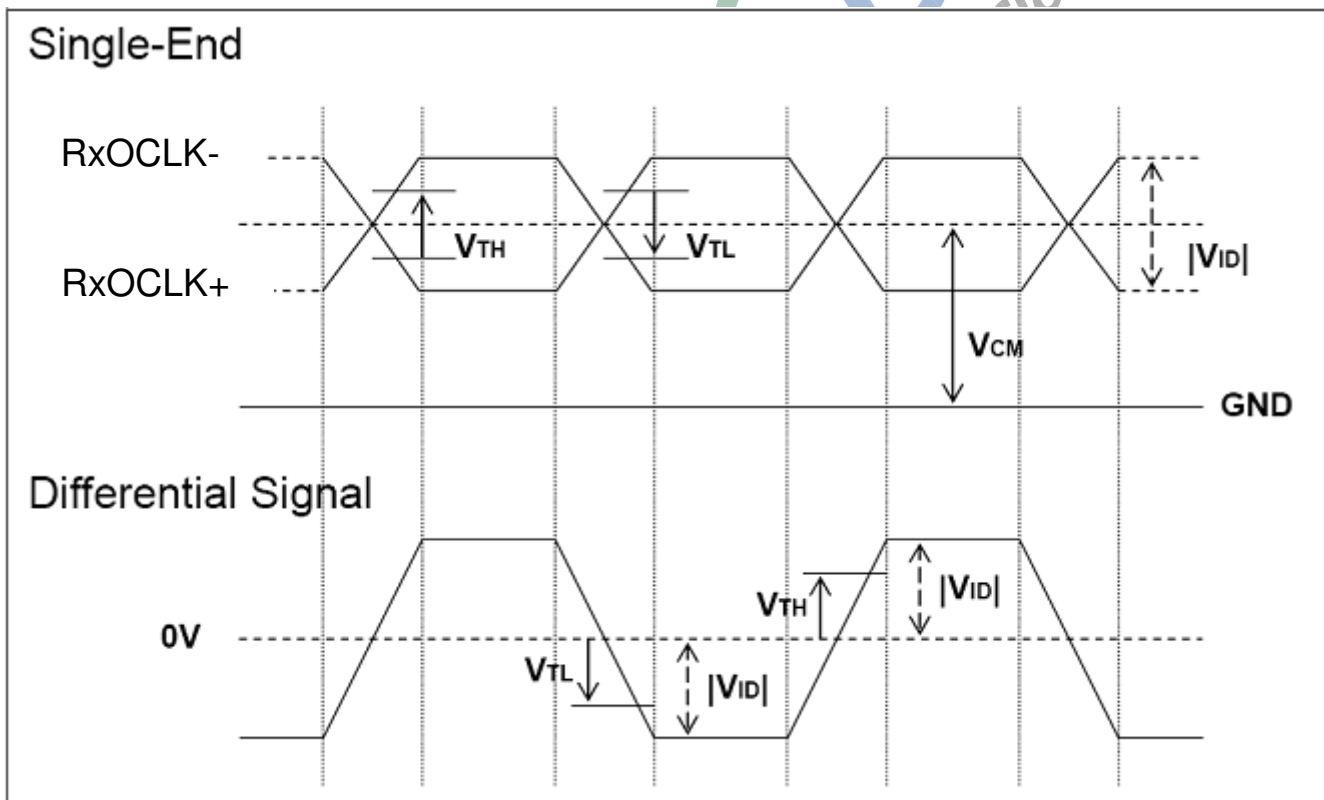 Single-End
RxOCLK-
VTH
VTL
RxOCLK+
|VID|
VCM
GND
Differential Signal
|VID|
VTH
0V
VTL
|VID|